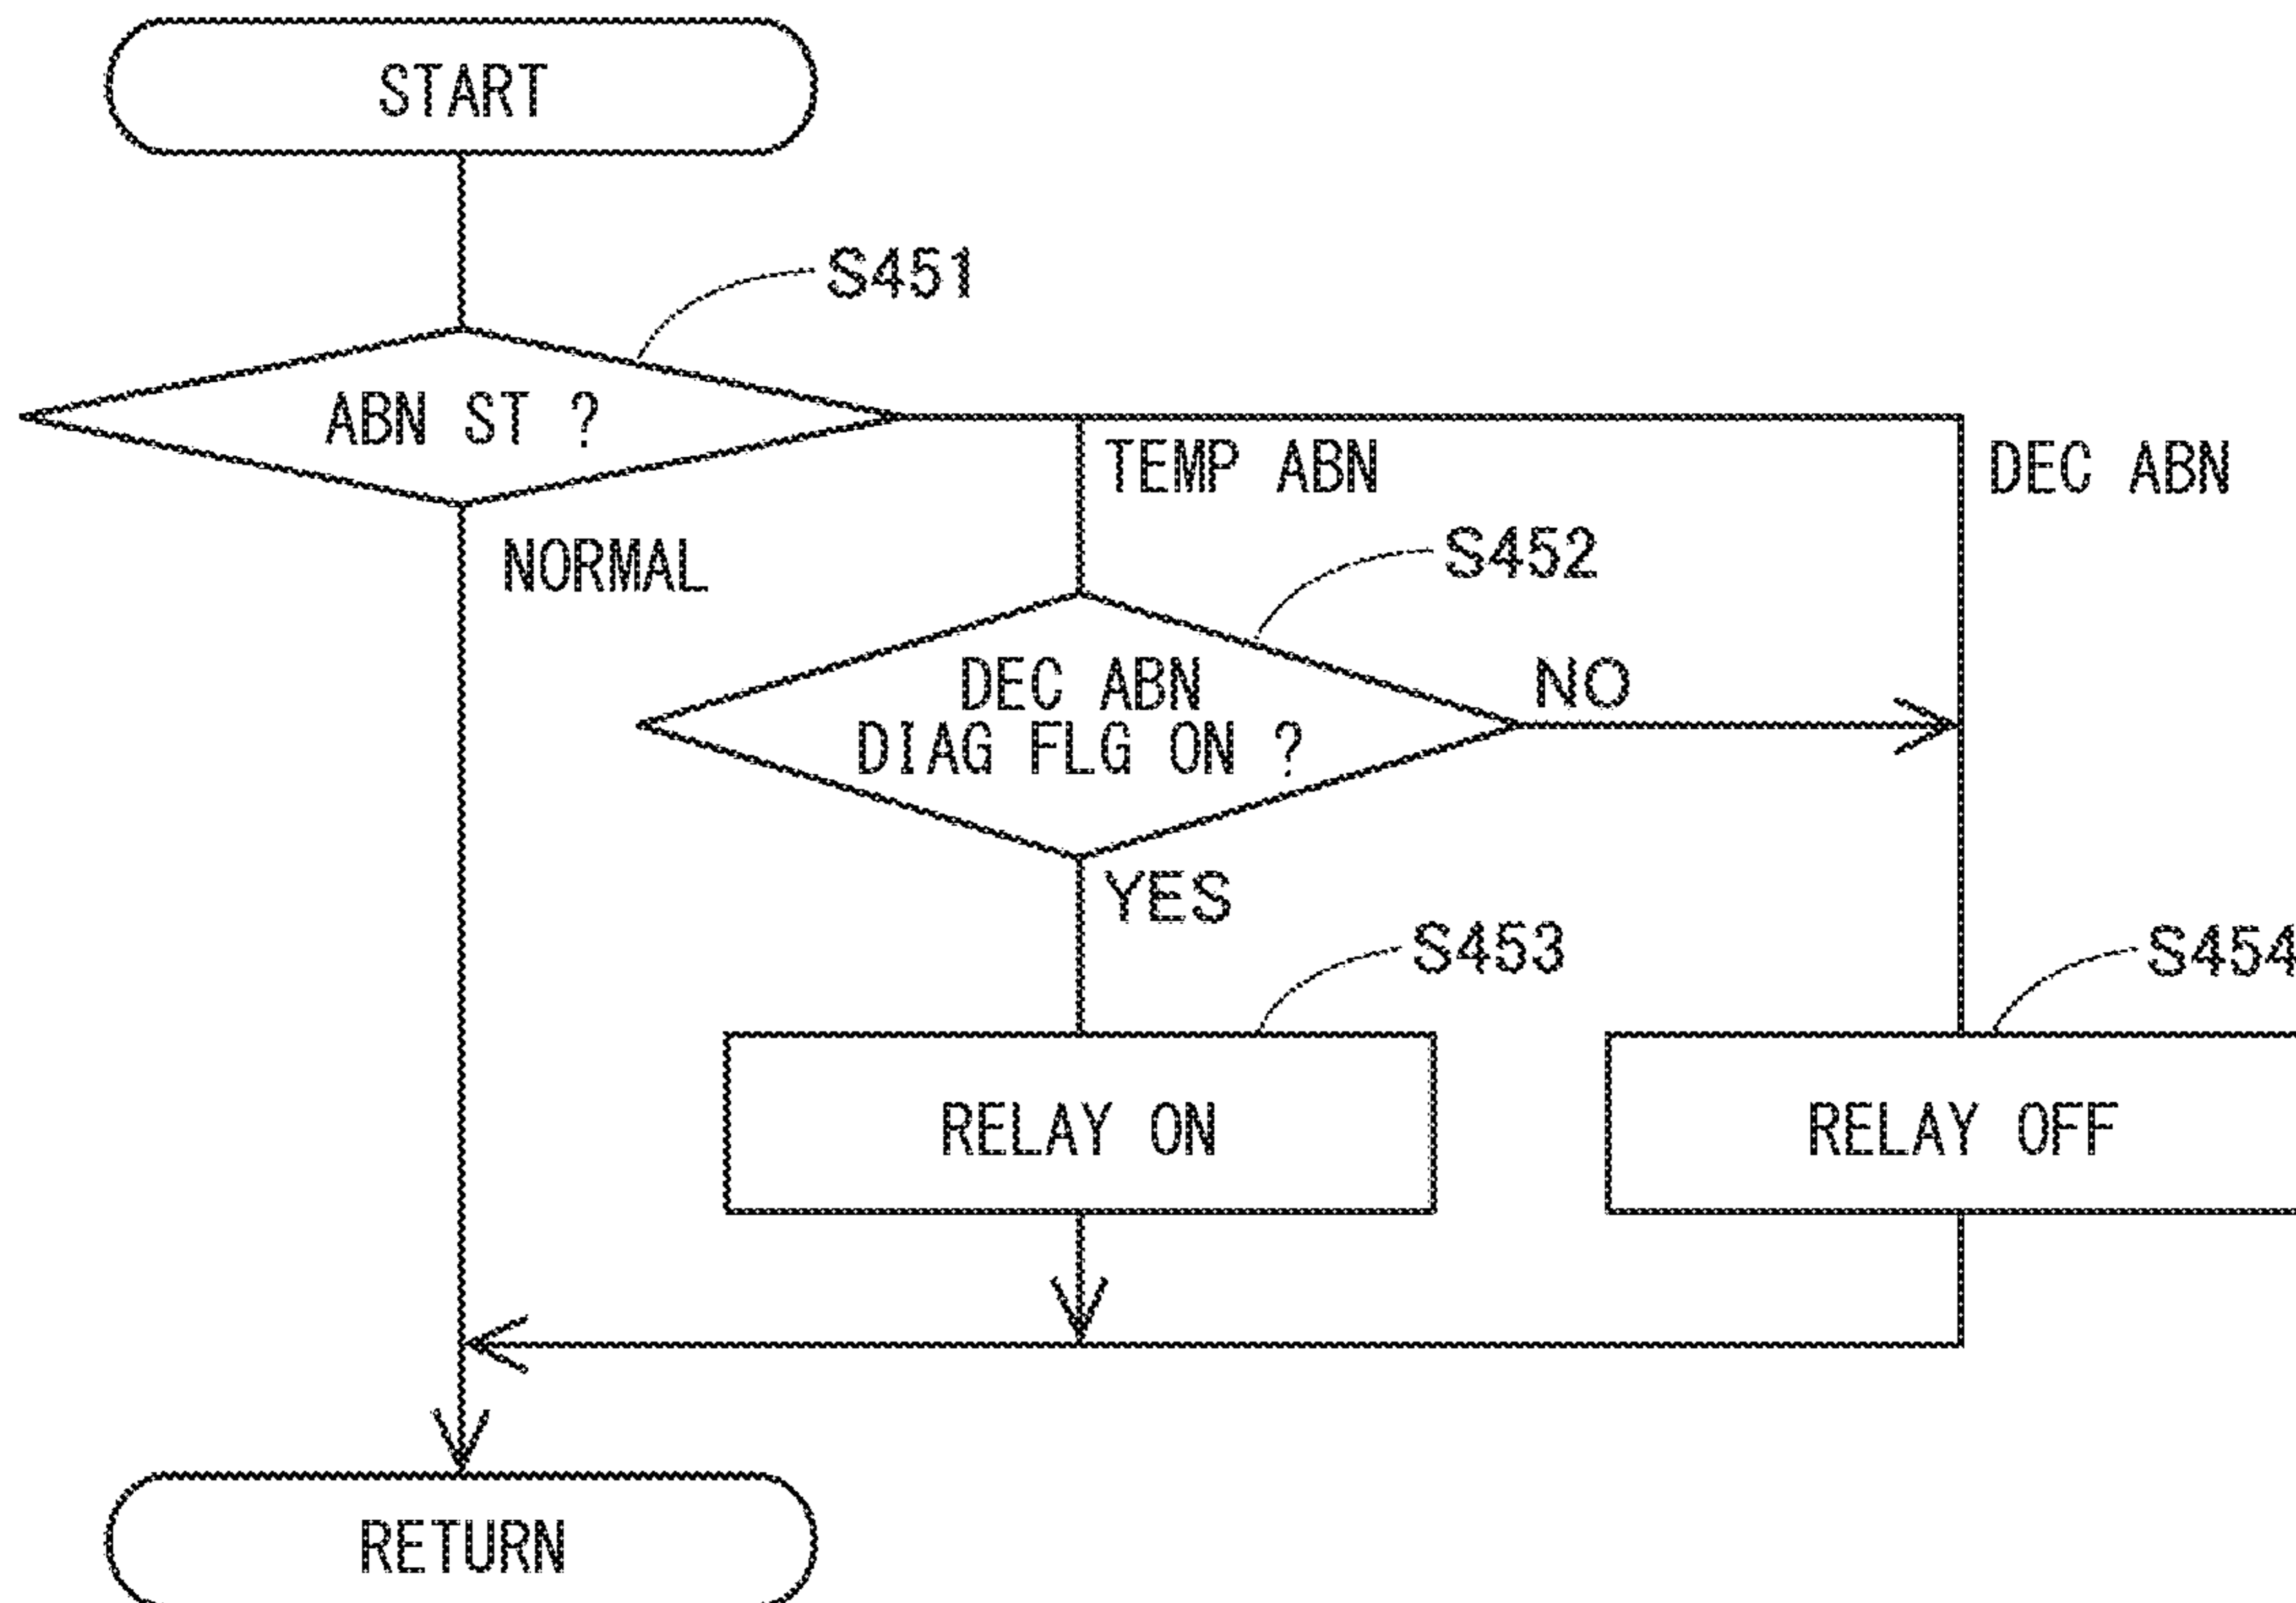 START
S451
ABN ST ?
TEMP ABN
DEC ABN
NORMAL
S452
DEC ABN
DIAG FLG ON ?
NO
YES
S453
S454
RELAY ON
RELAY OFF
RETURN